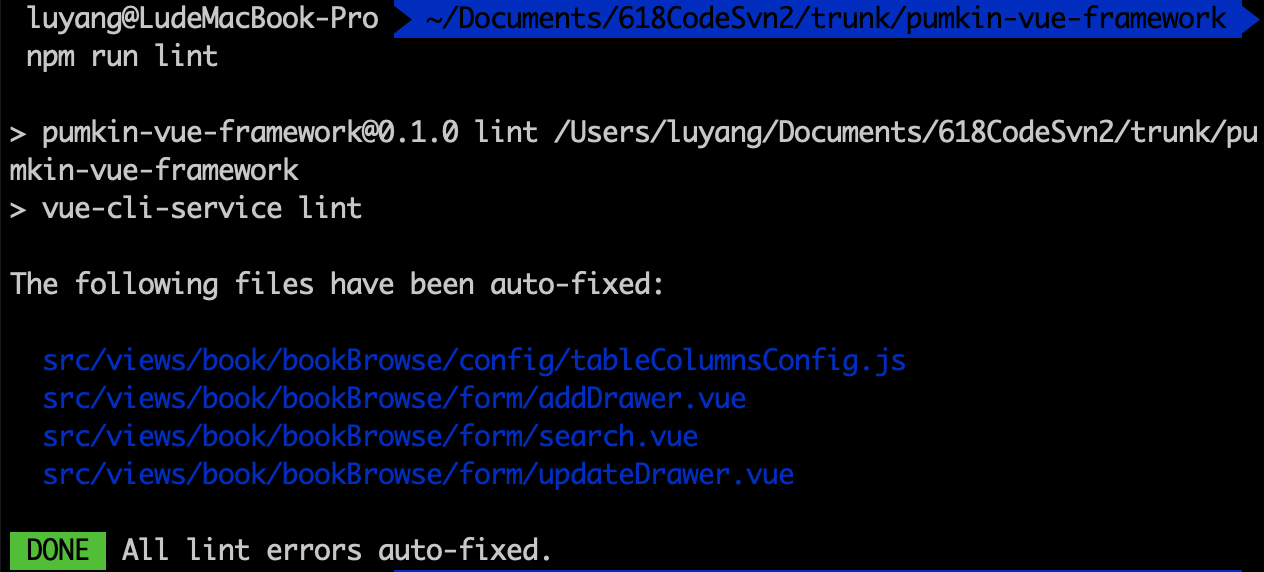 luyang@LudeMacBook-Pro ~/Documents/618CodeSvn2/trunk/pumkin-vue-framework
npm run lint
> pumkin-vue-framework@0.1.0 lint /Users/luyang/Documents/618CodeSvn2/trunk/pu
mkin-vue-framework
> vue-cli-service lint
The following files have been auto-fixed:
src/views/book/bookBrowse/config/tableColumnsConfig.js
src/views/book/bookBrowse/form/addDrawer.vue
src/views/book/bookBrowse/form/search.vue
src/views/book/bookBrowse/form/updateDrawer.vue
DONE All lint errors auto-fixed.